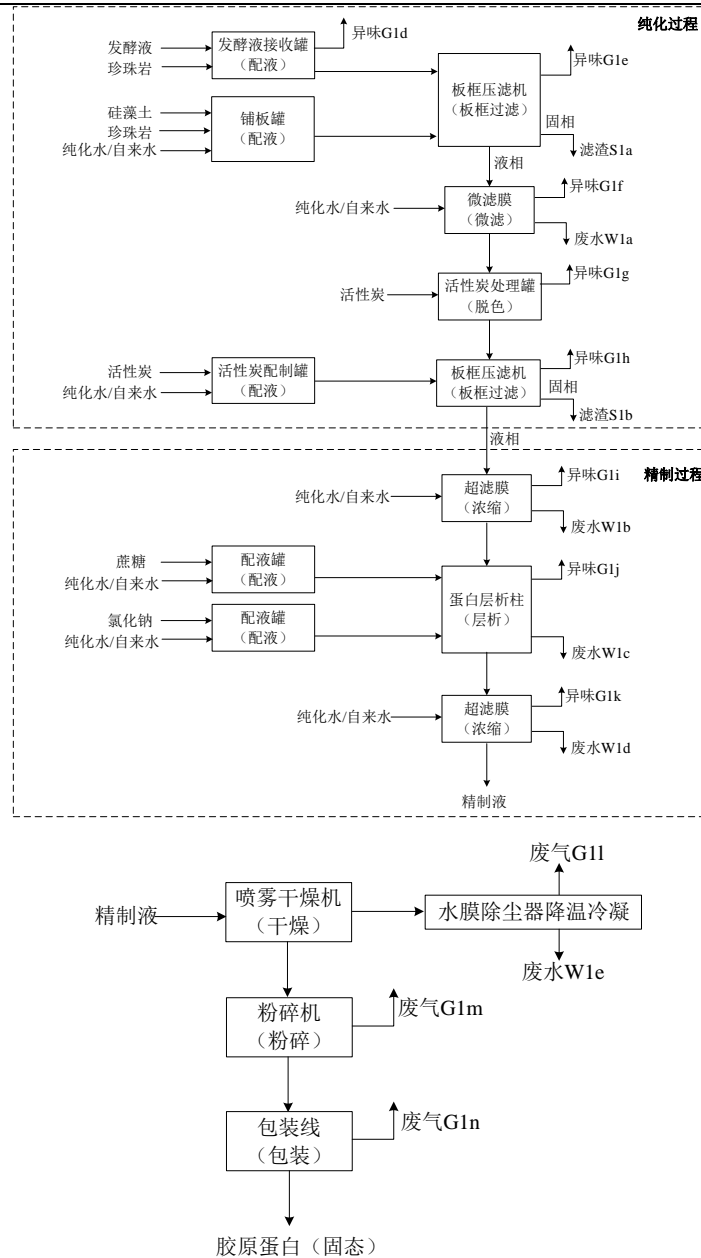 纯化过程
发酵液
珍珠岩
发酵液接收罐
（配液）
异味G1d
硅藻土
珍珠岩
纯化水/自来水
铺板罐
（配液）
板框压滤机
（板框过滤）
异味G1e
固相
滤渣S1a
液相
纯化水/自来水
微滤膜
（微滤）
异味G1f
废水W1a
活性炭
活性炭处理罐
（脱色）
异味G1g
活性炭
纯化水/自来水
活性炭配制罐
（配液）
板框压滤机
（板框过滤）
异味G1h
固相
滤渣S1b
液相
精制过程
纯化水/自来水
超滤膜
（浓缩）
异味G1i
废水W1b
蔗糖
纯化水/自来水
配液罐
（配液）
氯化钠
纯化水/自来水
配液罐
（配液）
蛋白层析柱
（层析）
异味G1j
废水W1c
纯化水/自来水
超滤膜
（浓缩）
异味G1k
废水W1d
精制液
精制液
喷雾干燥机
（干燥）
水膜除尘器降温冷凝
废气G1l
废水W1e
粉碎机
（粉碎）
废气G1m
包装线
（包装）
废气G1n
胶原蛋白（固态）